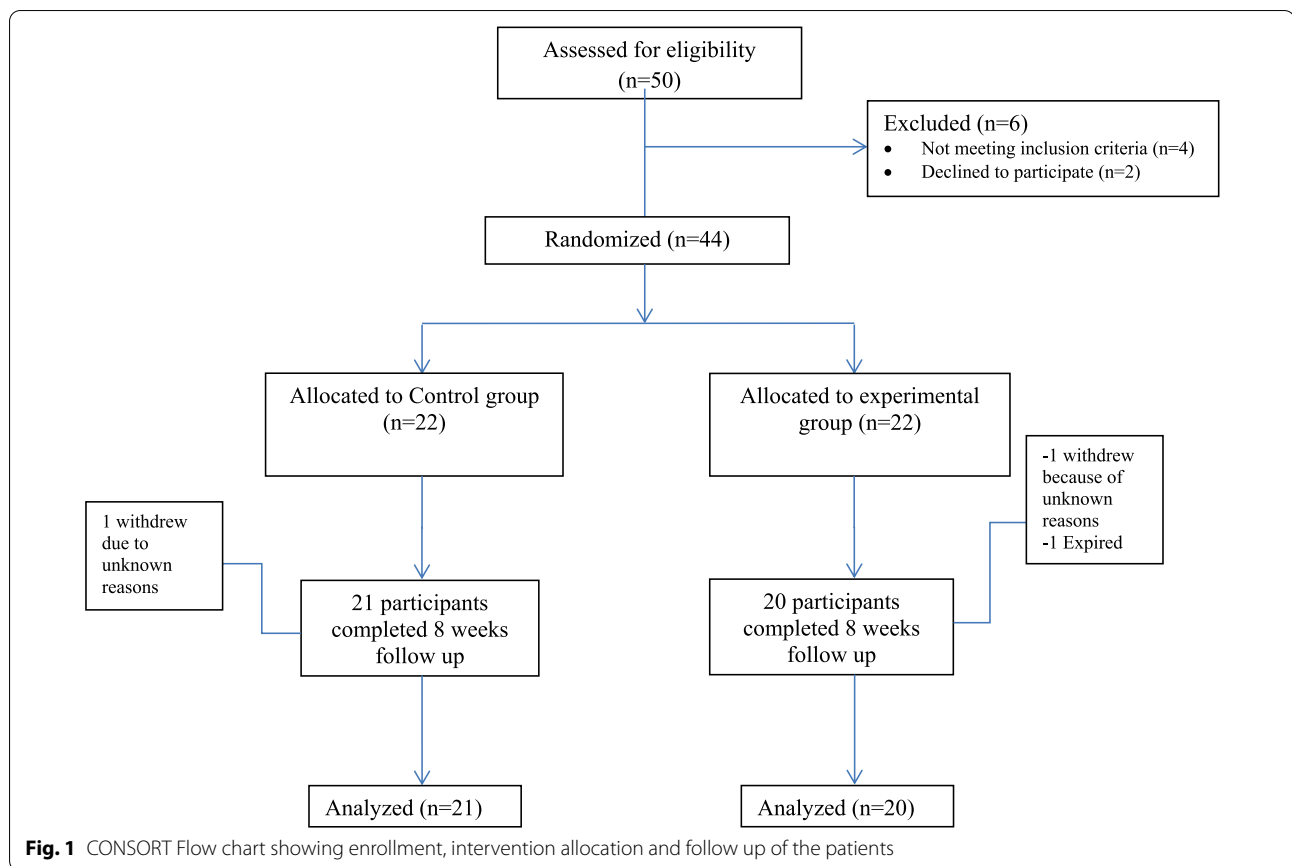 Assessed for eligibility
(n=50)
Excluded (n=6)
• Not meeting inclusion criteria (n=4)
• Declined to participate (n=2)
Randomized (n=44)
Allocated to Control group
(n=22)
Allocated to experimental
group (n=22)
1 withdrew
due to
unknown
reasons
-1 withdrew
because of
unknown
reasons
-1 Expired
21 participants
completed 8 weeks
follow up
20 participants
completed 8 weeks
follow up
Analyzed (n=21)
Analyzed (n=20)
Fig. 1 CONSORT Flow chart showing enrollment, intervention allocation and follow up of the patients